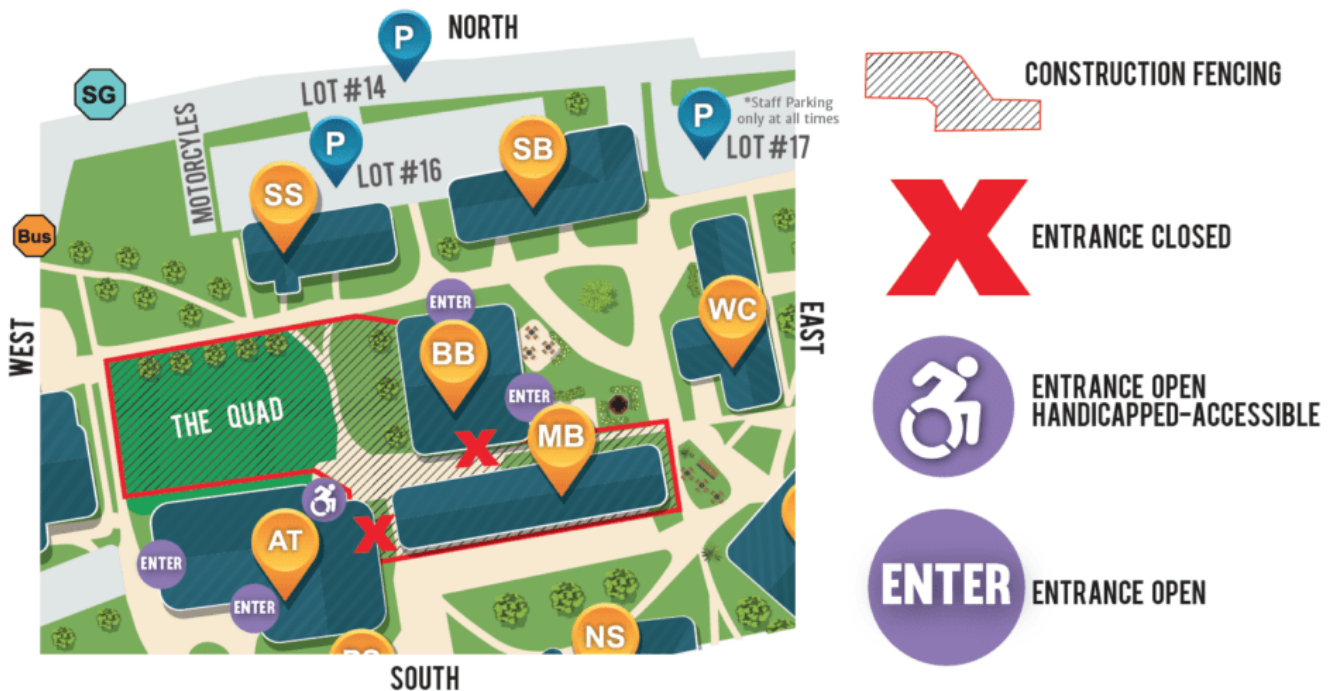 NORTH
P
SG
LOT #14
MOTORCYLES
P
LOT #16
P
*Staff Parking
only at all times
LOT #17
SS
SB
Bus
WEST
EAST
ENTER
BB
WC
ENTER
THE QUAD
MB
AT
ENTER
ENTER
NS
SOUTH
CONSTRUCTION FENCING
X
ENTRANCE CLOSED
ENTRANCE OPEN
HANDICAPPED-ACCESSIBLE
ENTER
ENTRANCE OPEN